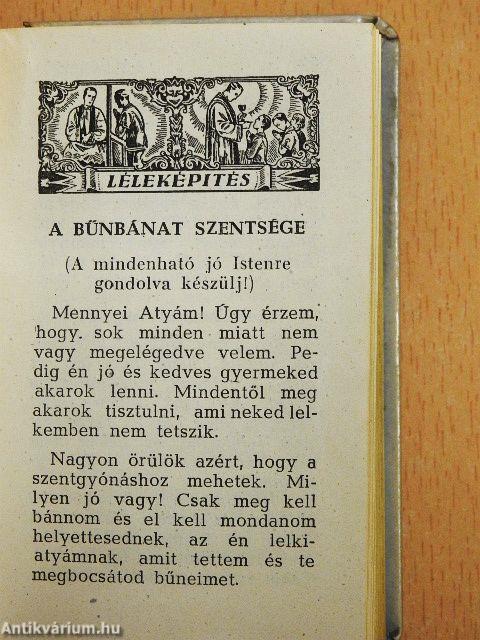 LÉLEKÉPITÉS
A BŰNBÁNAT SZENTSÉGE
(A mindenható jó Istenre
gondolva készülj!)
Mennyei Atyám! Úgy érzem,
hogy. sok minden miatt nem
vagy megelégedve velem. Pe-
dig én jó és kedves gyermeked
akarok lenni. Mindentől meg
akarok tisztulni, ami neked lel-
kemben nem tetszik.
Nagyon örülök azért, hogy a
szentgyónáshoz mehetek. Mi-
lyen jó vagy! Csak meg kell
bánnom és el kell mondanom
helyettesednek, az én lelki-
atyámnak, amit tettem és te
megbocsátod bűneimet.
Antikvárium.hu